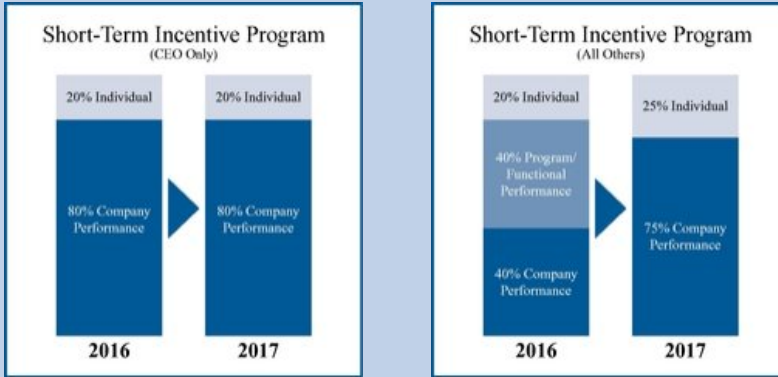 Short-Term Incentive Program
(CEO Only)
20% Individual
80% Company
Performance
20% Individual
80% Company
Performance
2016
2017
Short-Term Incentive Program
(All Others)
20% Individual
40% Program/
Functional
Performance
40% Company
Performance
25% Individual
75% Company
Performance
2016
2017